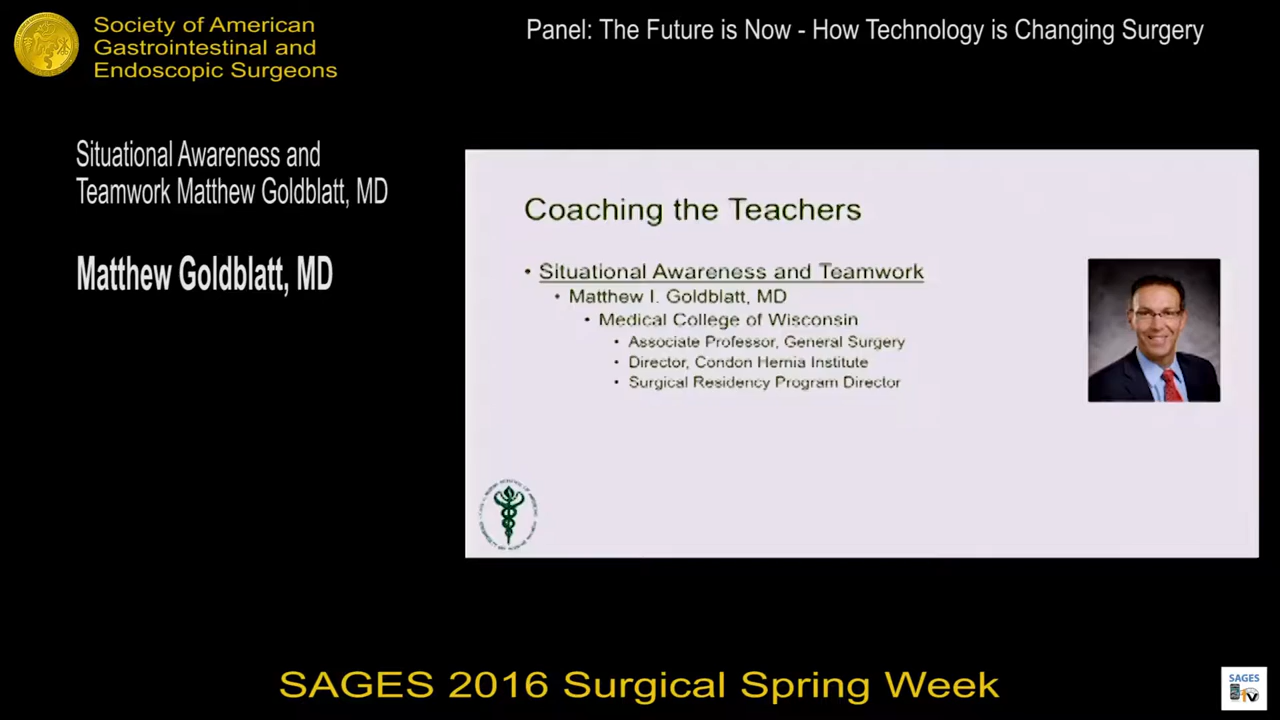 Society of American
Gastrointestinal and
Endoscopic Surgeons
Panel: The Future is Now - How Technology is Changing Surgery
Situational Awareness and
Teamwork Matthew Goldblatt, MD
Matthew Goldblatt, MD
Coaching the Teachers
• Situational Awareness and Teamwork
• Matthew I. Goldblatt, MD
• Medical College of Wisconsin
• Associate Professor, General Surgery
• Director, Condon Hernia Institute
• Surgical Residency Program Director
SAGES 2016 Surgical Spring Week
SAGES
TV